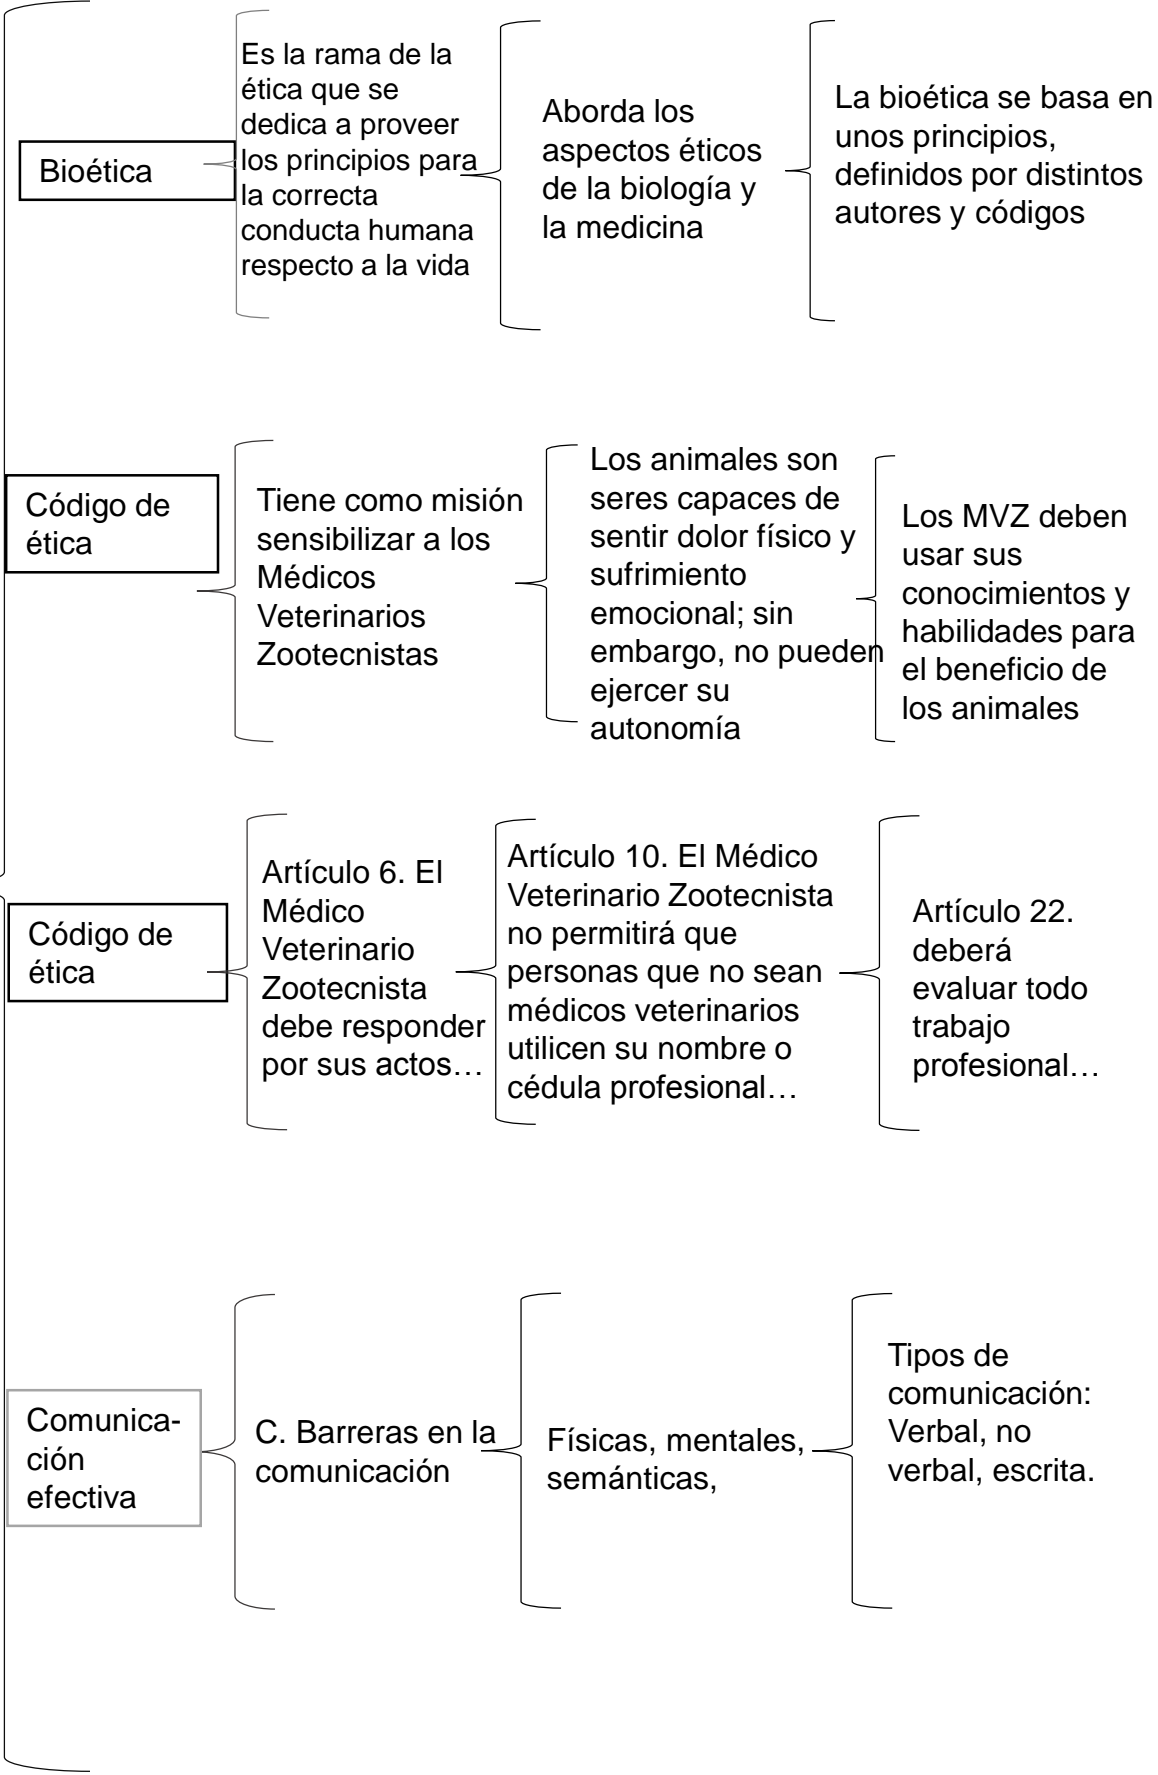 Bioética
Es la rama de la
ética que se
dedica a proveer
los principios para
la correcta
conducta humana
respecto a la vida
Aborda los
aspectos éticos
de la biología y
la medicina
La bioética se basa en
unos principios,
definidos por distintos
autores y códigos
Código de
ética
Tiene como misión
sensibilizar a los
Médicos
Veterinarios
Zootecnistas
Los animales son
seres capaces de
sentir dolor físico y
sufrimiento
emocional; sin
embargo, no pueden
ejercer su
autonomía
Los MVZ deben
usar sus
conocimientos y
habilidades para
el beneficio de
los animales
Código de
ética
Artículo 6. El
Médico
Veterinario
Zootecnista
debe responder
por sus actos…
Artículo 10. El Médico
Veterinario Zootecnista
no permitirá que
personas que no sean
médicos veterinarios
utilicen su nombre o
cédula profesional…
Artículo 22.
deberá
evaluar todo
trabajo
profesional…
Comunica-
ción
efectiva
C. Barreras en la
comunicación
Físicas, mentales,
semánticas,
Tipos de
comunicación:
Verbal, no
verbal, escrita.